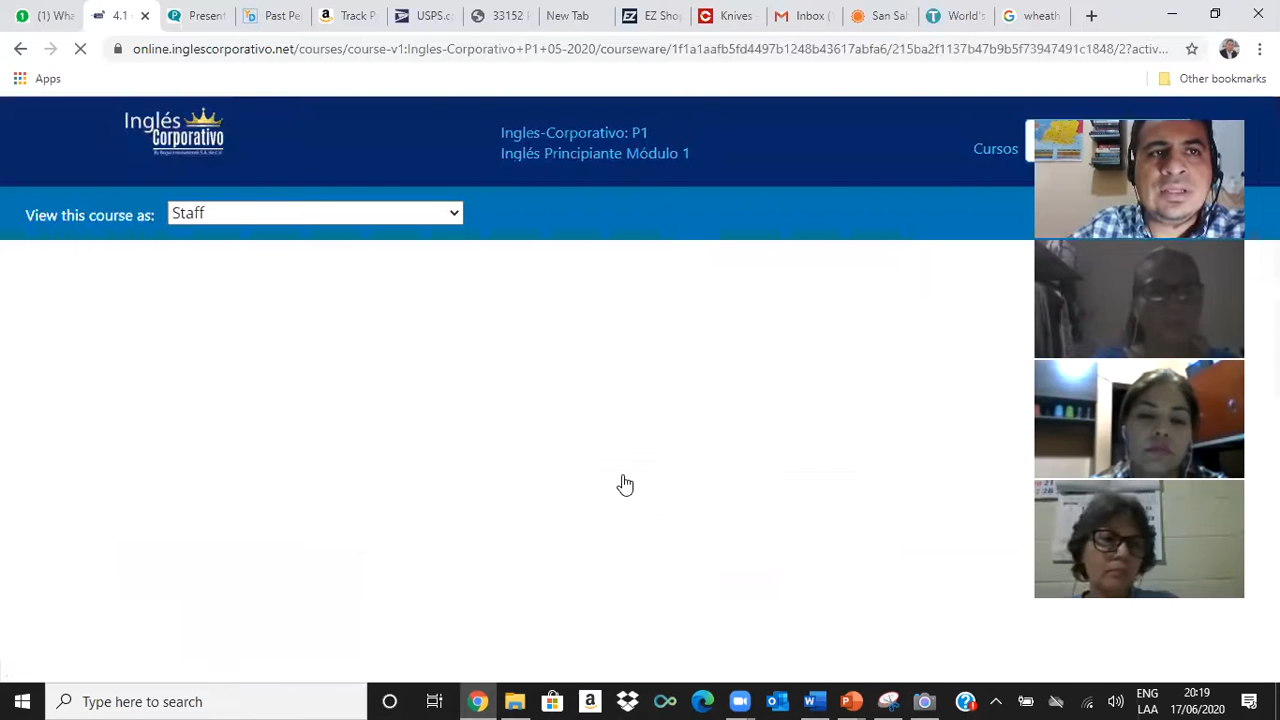 (1) Wha
4.1
Present
Past Pe
Track P
USPS.c
33152
New Tab
EZ Shop
Knives -
Inbox (
San Sal
World's
wheath
online.inglescorporativo.net/courses/course-v1:Ingles-Corporativo+P1+05-2020/courseware/1f1a1aafb5fd4497b1248b43617abfa6/215ba2f1137b47b9b5f73947491c1848/2?activ...
Apps
Other bookmarks
Inglés
Corporativo
Ingles-Corporativo: P1
Inglés Principiante Módulo 1
Cursos
View this course as:
Staff
Type here to search
ENG
LAA
20:19
17/06/2020